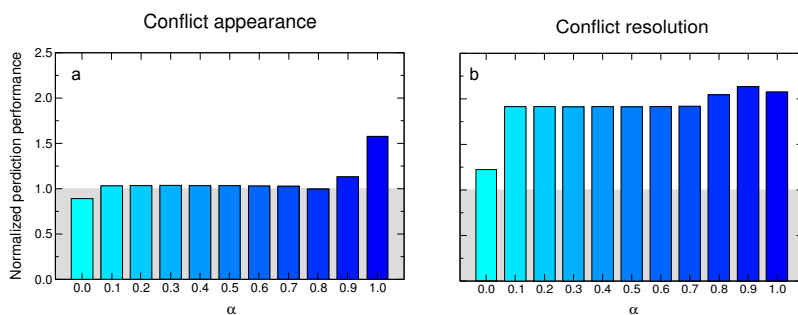 Conflict appearance
Conflict resolution
Normalized perdiction performance
2.5
2.0
1.5
1.0
0.5
0.0
a
0.0 0.1 0.2 0.3 0.4 0.5 0.6 0.7 0.8 0.9 1.0
α
b
0.0 0.1 0.2 0.3 0.4 0.5 0.6 0.7 0.8 0.9 1.0
α